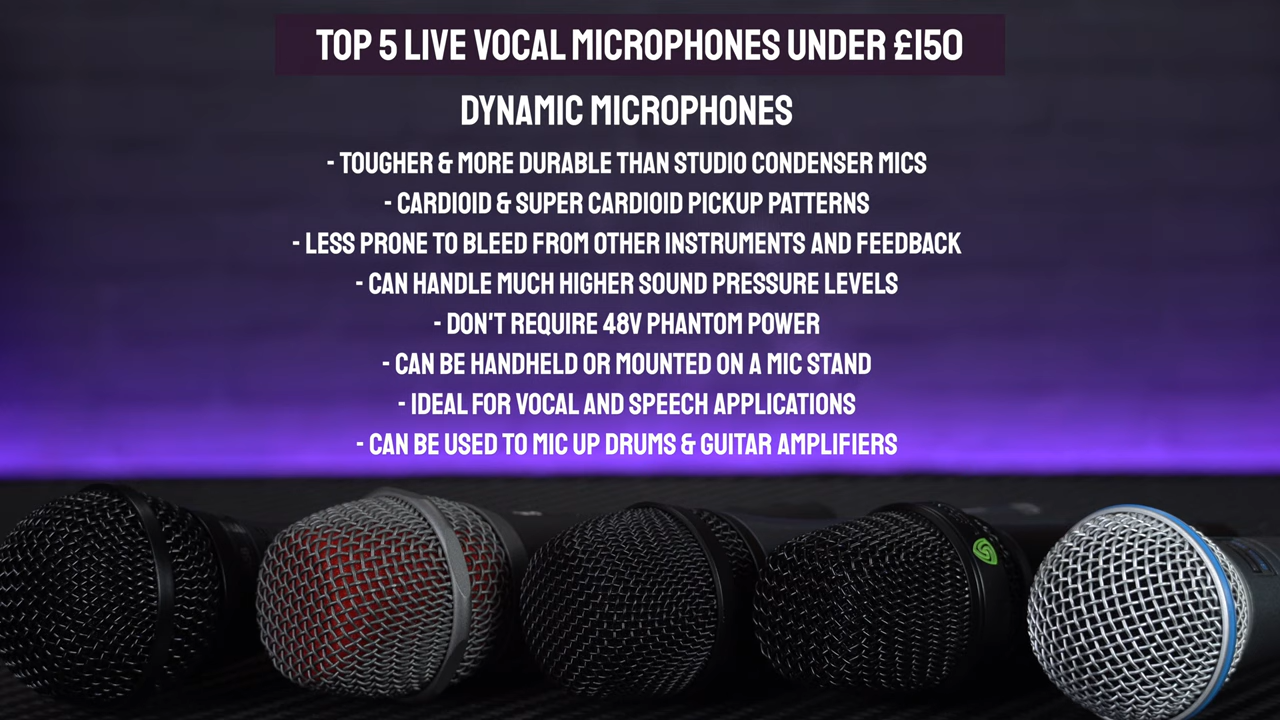 TOP 5 LIVE VOCAL MICROPHONES UNDER £150
DYNAMIC MICROPHONES
- TOUGHER & MORE DURABLE THAN STUDIO CONDENSER MICS
- CARDIOID & SUPER CARDIOID PICKUP PATTERNS
- LESS PRONE TO BLEED FROM OTHER INSTRUMENTS AND FEEDBACK
- CAN HANDLE MUCH HIGHER SOUND PRESSURE LEVELS
- DON'T REQUIRE 48V PHANTOM POWER
- CAN BE HANDHELD OR MOUNTED ON A MIC STAND
- IDEAL FOR VOCAL AND SPEECH APPLICATIONS
- CAN BE USED TO MIC UP DRUMS & GUITAR AMPLIFIERS